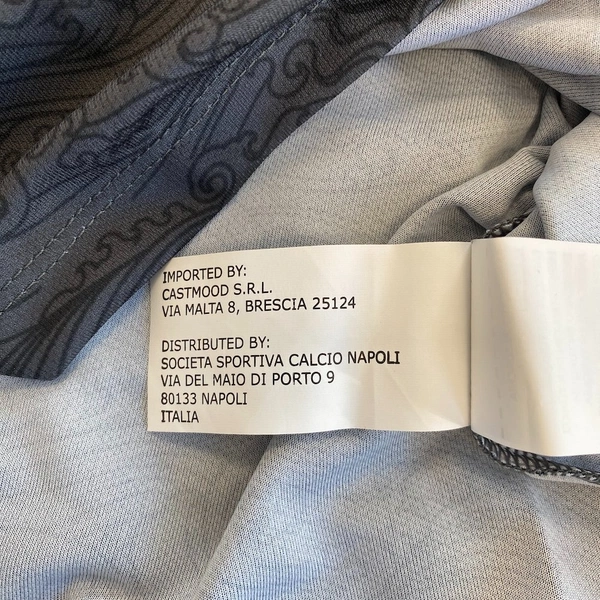 IMPORTED BY:
CASTMOOD S.R.L.
VIA MALTA 8, BRESCIA 25124
DISTRIBUTED BY:
SOCIETA SPORTIVA CALCIO NAPOLI
VIA DEL MAIO DI PORTO 9
80133 NAPOLI
ITALIA